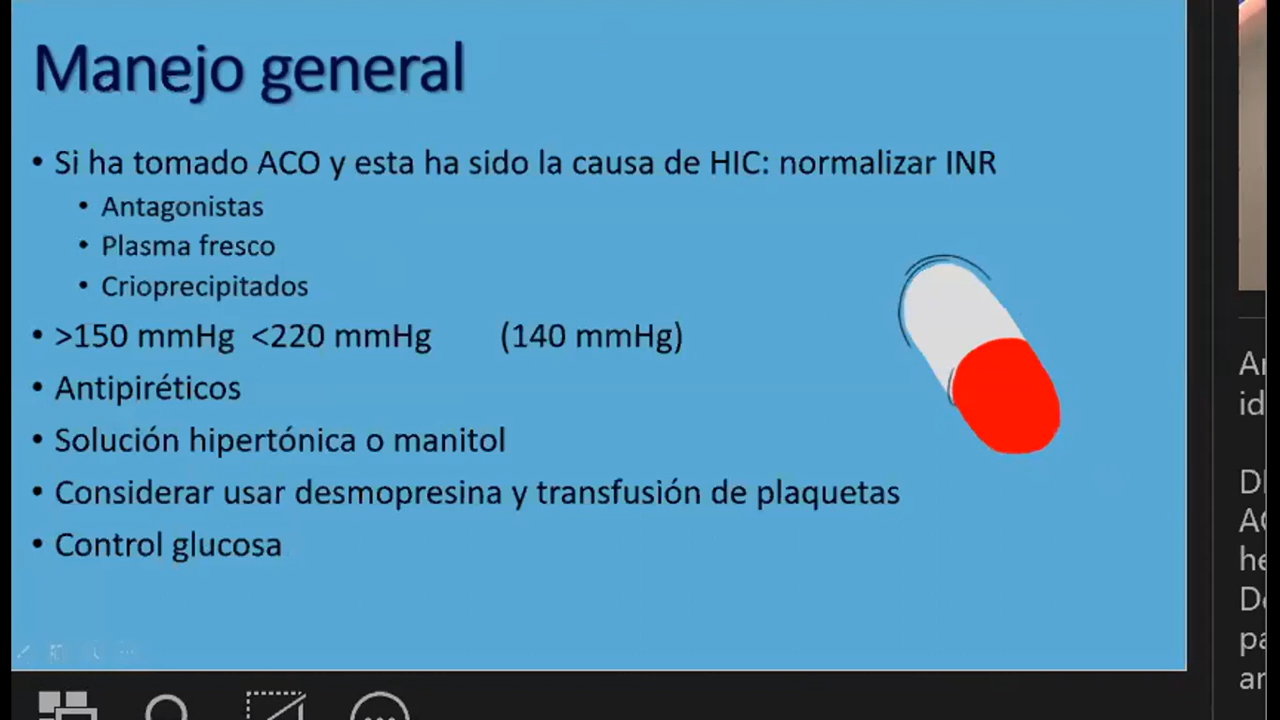 Manejo general
• Si ha tomado ACO y esta ha sido la causa de HIC: normalizar INR
• Antagonistas
• Plasma fresco
• Crioprecipitados
• >150 mmHg <220 mmHg (140 mmHg)
• Antipiréticos
• Solución hipertónica o manitol
• Considerar usar desmopresina y transfusión de plaquetas
• Control glucosa